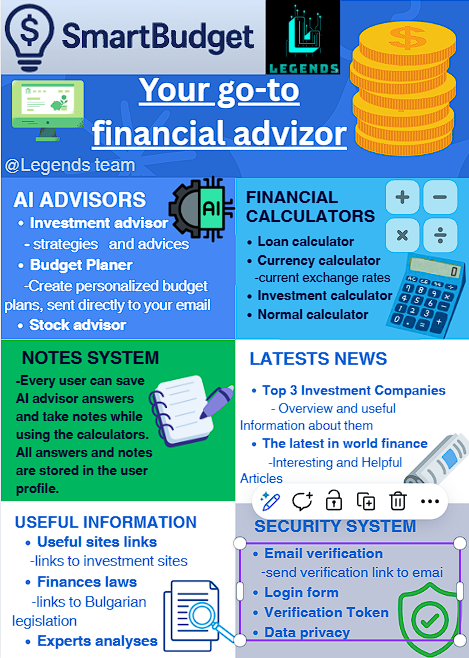 SmartBudget
LEGENDS
Your go-to
financial advizor
@Legends team
AI ADVISORS
• Investment advisor
- strategies and advices
• Budget Planer
-Create personalized budget
plans, sent directly to your email
• Stock advisor
AI
FINANCIAL
CALCULATORS
• Loan calculator
• Currency calculator
-current exchange rates
• Investment calculator
• Normal calculator
NOTES SYSTEM
-Every user can save
AI advisor answers
and take notes while
using the calculators.
All answers and notes
are stored in the user
profile.
LATESTS NEWS
• Top 3 Investment Companies
- Overview and useful
Information about them
• The latest in world finance
-Interesting and Helpful
Articles
USEFUL INFORMATION
• Useful sites links
-links to investment sites
• Finances laws
-links to Bulgarian
legislation
• Experts analyses
SECURITY SYSTEM
• Email verification
-send verification link to emai
• Login form
• Verification Token
• Data privacy